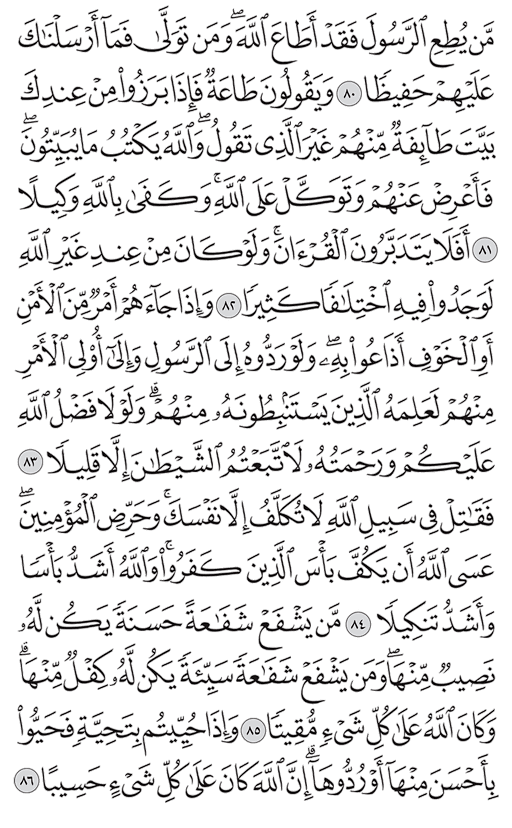 مَّن يُطِعِ ٱلرَّسُولَ فَقَدْ أَطَاعَ ٱللَّهَۖ وَمَن تَوَلَّىٰ فَمَآ أَرْسَلْنَٰكَ
عَلَيْهِمْ حَفِيظًا ٨٠ وَيَقُولُونَ طَاعَةٌ فَإِذَا بَرَزُوا۟ مِنْ عِندِكَ
بَيَّتَ طَآئِفَةٌ مِّنْهُمْ غَيْرَ ٱلَّذِى تَقُولُۖ وَٱللَّهُ يَكْتُبُ مَا يُبَيِّتُونَۖ
فَأَعْرِضْ عَنْهُمْ وَتَوَكَّلْ عَلَى ٱللَّهِۚ وَكَفَىٰ بِٱللَّهِ وَكِيلًا
٨١ أَفَلَا يَتَدَبَّرُونَ ٱلْقُرْءَانَۚ وَلَوْ كَانَ مِنْ عِندِ غَيْرِ ٱللَّهِ
لَوَجَدُوا۟ فِيهِ ٱخْتِلَٰفًا كَثِيرًا ٨٢ وَإِذَا جَآءَهُمْ أَمْرٌ مِّنَ ٱلْأَمْنِ
أَوِ ٱلْخَوْفِ أَذَاعُوا۟ بِهِۦۖ وَلَوْ رَدُّوهُ إِلَى ٱلرَّسُولِ وَإِلَىٰٓ أُو۟لِى ٱلْأَمْرِ
مِنْهُمْ لَعَلِمَهُ ٱلَّذِينَ يَسْتَنۢبِطُونَهُۥ مِنْهُمْۗ وَلَوْلَا فَضْلُ ٱللَّهِ
عَلَيْكُمْ وَرَحْمَتُهُۥ لَٱتَّبَعْتُمُ ٱلشَّيْطَٰنَ إِلَّا قَلِيلًا ٨٣
فَقَٰتِلْ فِى سَبِيلِ ٱللَّهِ لَا تُكَلَّفُ إِلَّا نَفْسَكَۚ وَحَرِّضِ ٱلْمُؤْمِنِينَۖ
عَسَى ٱللَّهُ أَن يَكُفَّ بَأْسَ ٱلَّذِينَ كَفَرُوا۟ۚ وَٱللَّهُ أَشَدُّ بَأْسًا
وَأَشَدُّ تَنكِيلًا ٨٤ مَّن يَشْفَعْ شَفَٰعَةً حَسَنَةً يَكُن لَّهُۥ
نَصِيبٌ مِّنْهَاۖ وَمَن يَشْفَعْ شَفَٰعَةً سَيِّئَةً يَكُن لَّهُۥ كِفْلٌ مِّنْهَاۗ
وَكَانَ ٱللَّهُ عَلَىٰ كُلِّ شَىْءٍ مُّقِيتًا ٨٥ وَإِذَا حُيِّيتُم بِتَحِيَّةٍ فَحَيُّوا۟
بِأَحْسَنَ مِنْهَآ أَوْ رُدُّوهَآۗ إِنَّ ٱللَّهَ كَانَ عَلَىٰ كُلِّ شَىْءٍ حَسِيبًا ٨٦